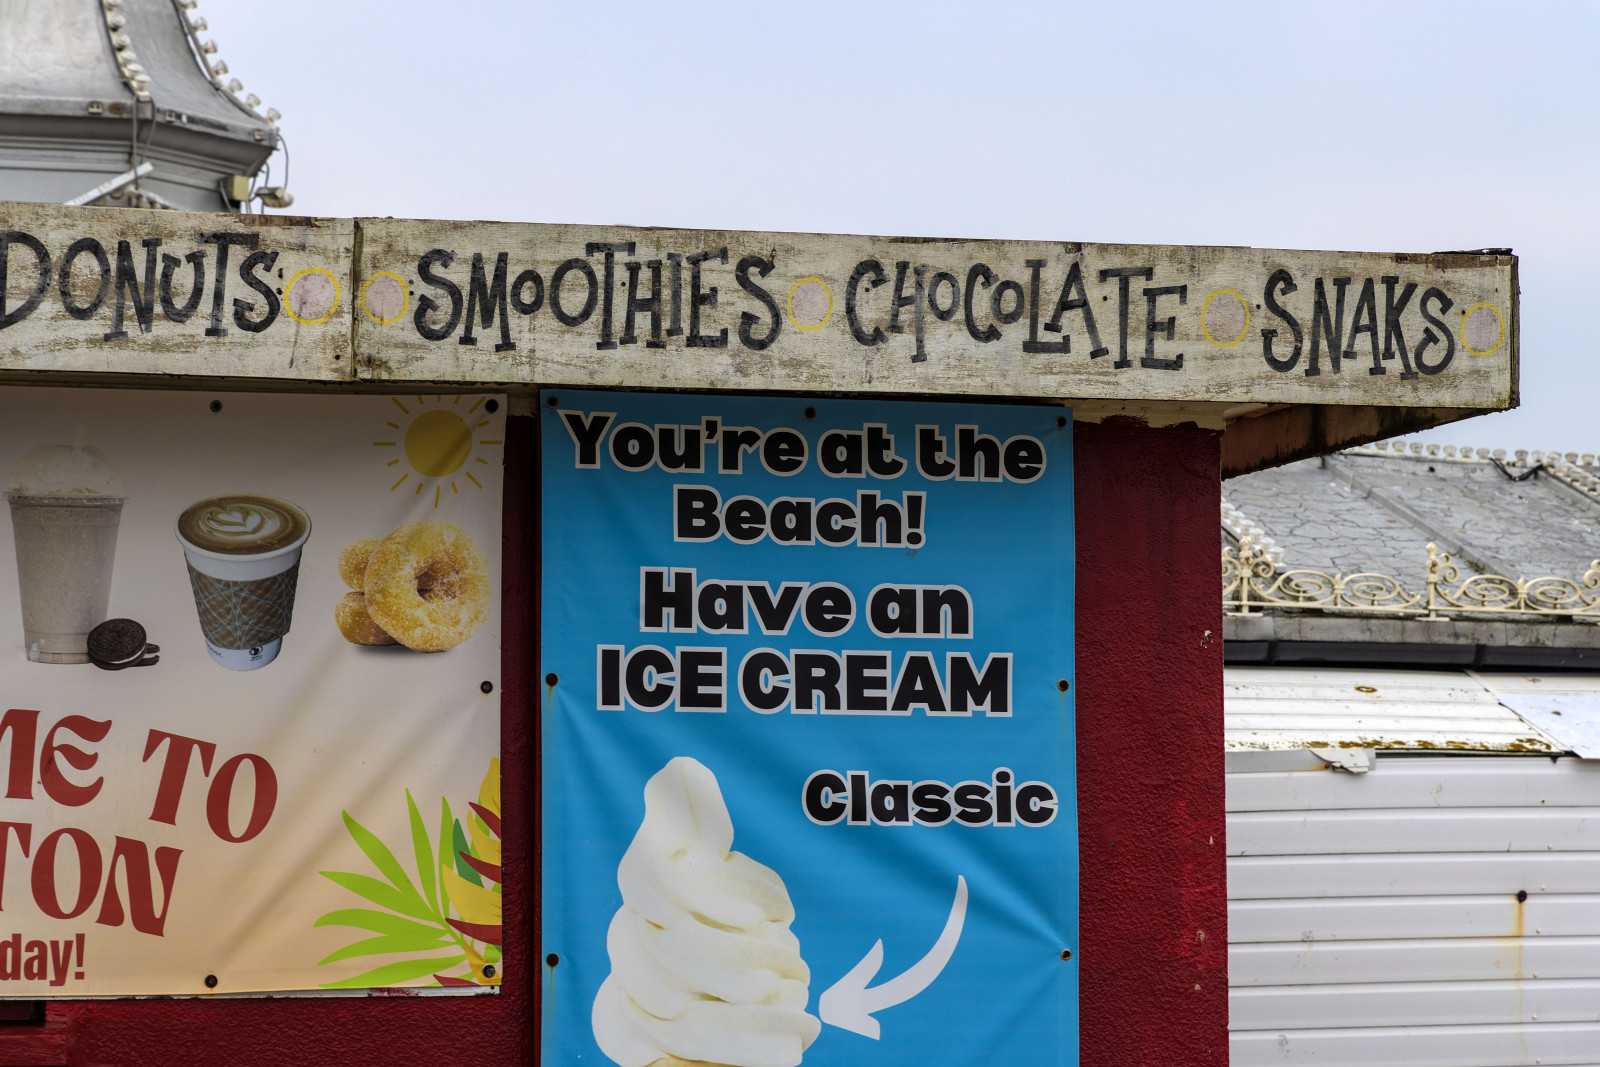 DONUTS SMOOTHIES CHOCOLATE SNAKS
ME TO
TON
day!
You're at the
Beach!
Have an
ICE CREAM
Classic